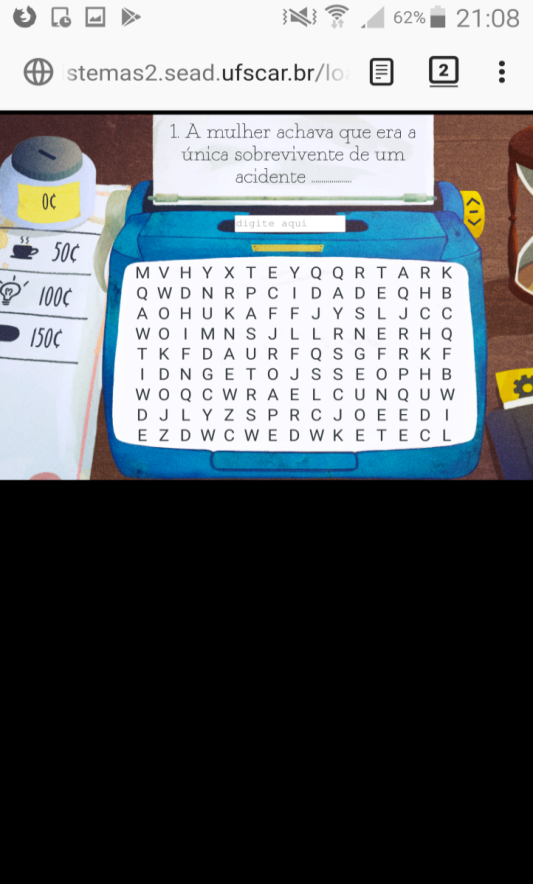 62% 21:08
stemas2.sead.ufscar.br/lo
2
1. A mulher achava que era a
única sobrevivente de um
acidente ............
digite aqui
0¢
50¢
100¢
150¢
M V H Y X T E Y Q Q R T A R K
Q W D N R P C I D A D E Q H B
A O H U K A F F J Y S L J C C
W O I M N S J L L R N E R H Q
T K F D A U R F Q S G F R K F
I D N G E T O J S S E O P H B
W O Q C W R A E L C U N Q U W
D J L Y Z S P R C J O E E D I
E Z D W C W E D W K E T E C L